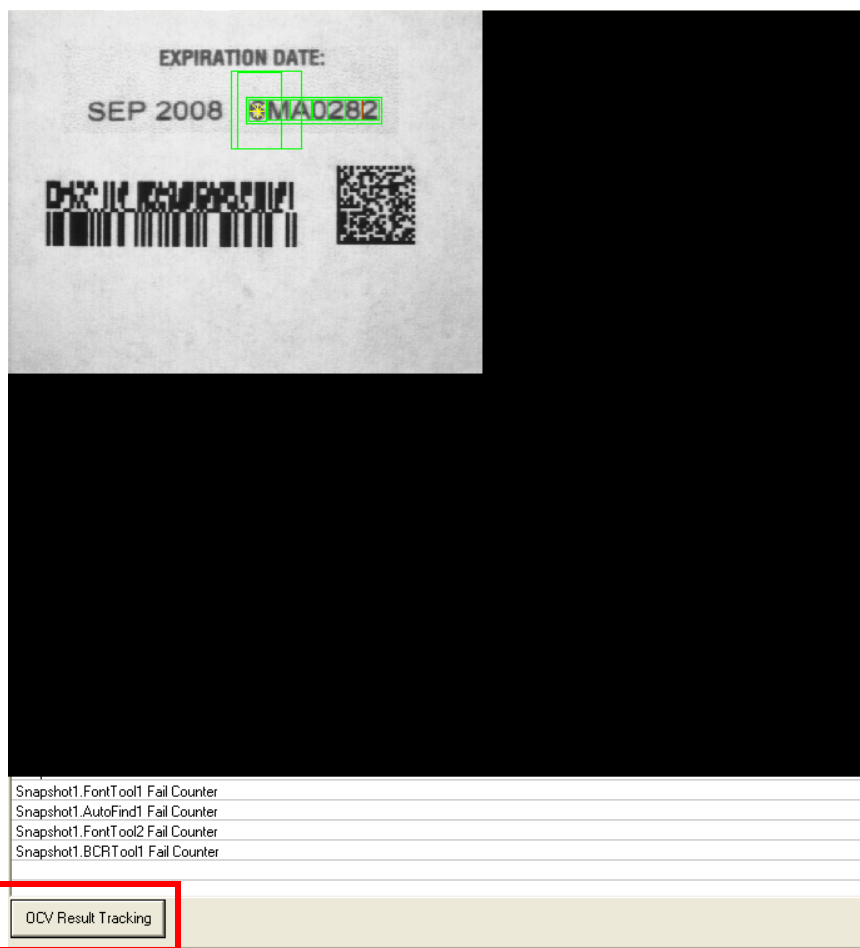 EXPIRATION DATE:
SEP 2008 SMA0282
Snapshot1.FontTool1 Fail Counter
Snapshot1.AutoFind1 Fail Counter
Snapshot1.FontTool2 Fail Counter
Snapshot1.BCRTool1 Fail Counter
OCV Result Tracking